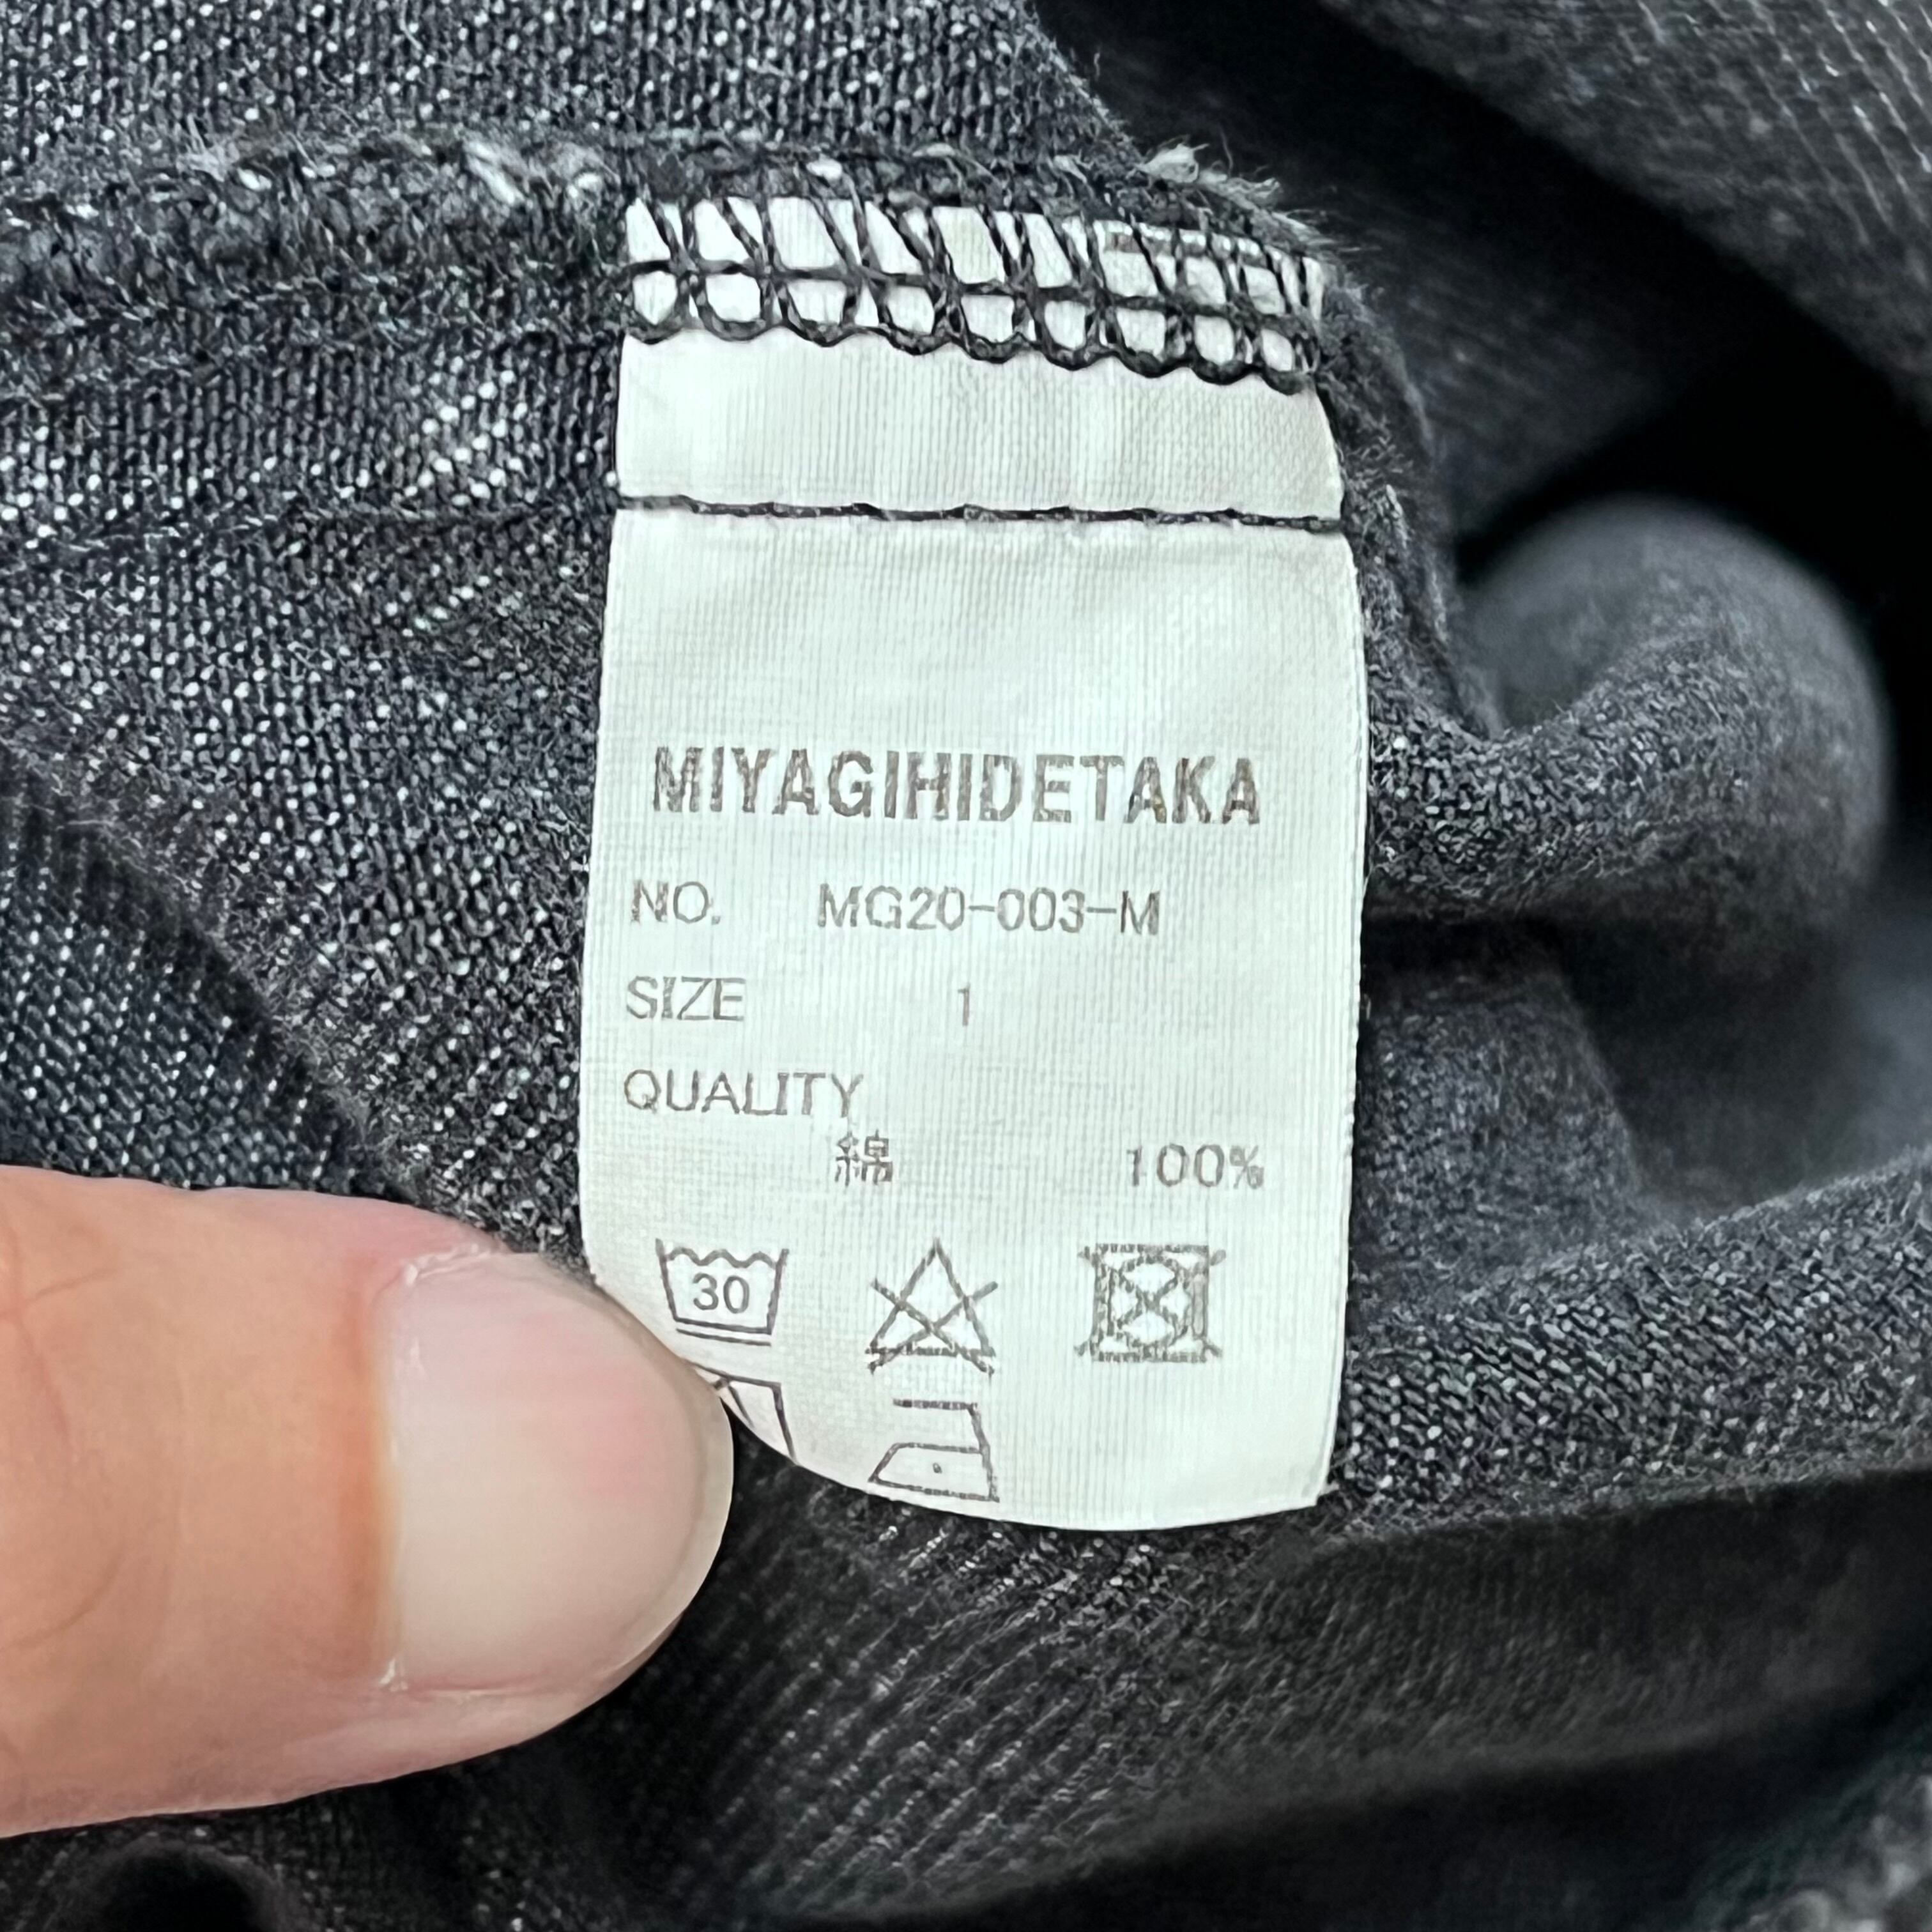 MIYAGIHIDETAKA
NO. MG20-003-M
SIZE 1
QUALITY
綿 100%
30